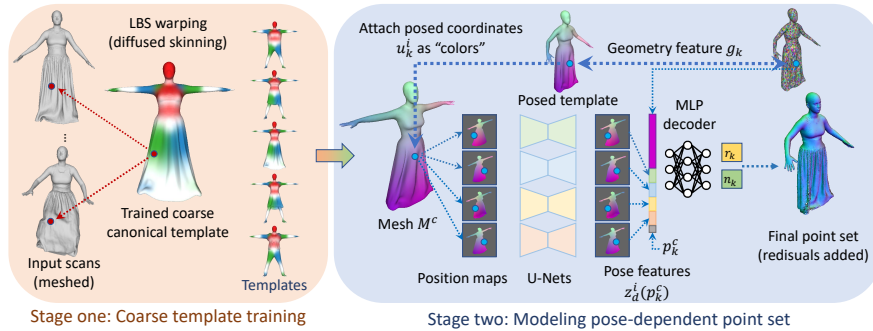 LBS warping
(diffused skinning)
Trained coarse
canonical template
Input scans
(meshed)
Templates
Stage one: Coarse template training
Attach posed coordinates
u_k^i as "colors"
Posed template
Geometry feature g_k
MLP
decoder
r_k
n_k
Mesh M^c
p_k^c
Position maps
U-Nets
Pose features
z_d^i(p_k^c)
Final point set
(redisuals added)
Stage two: Modeling pose-dependent point set